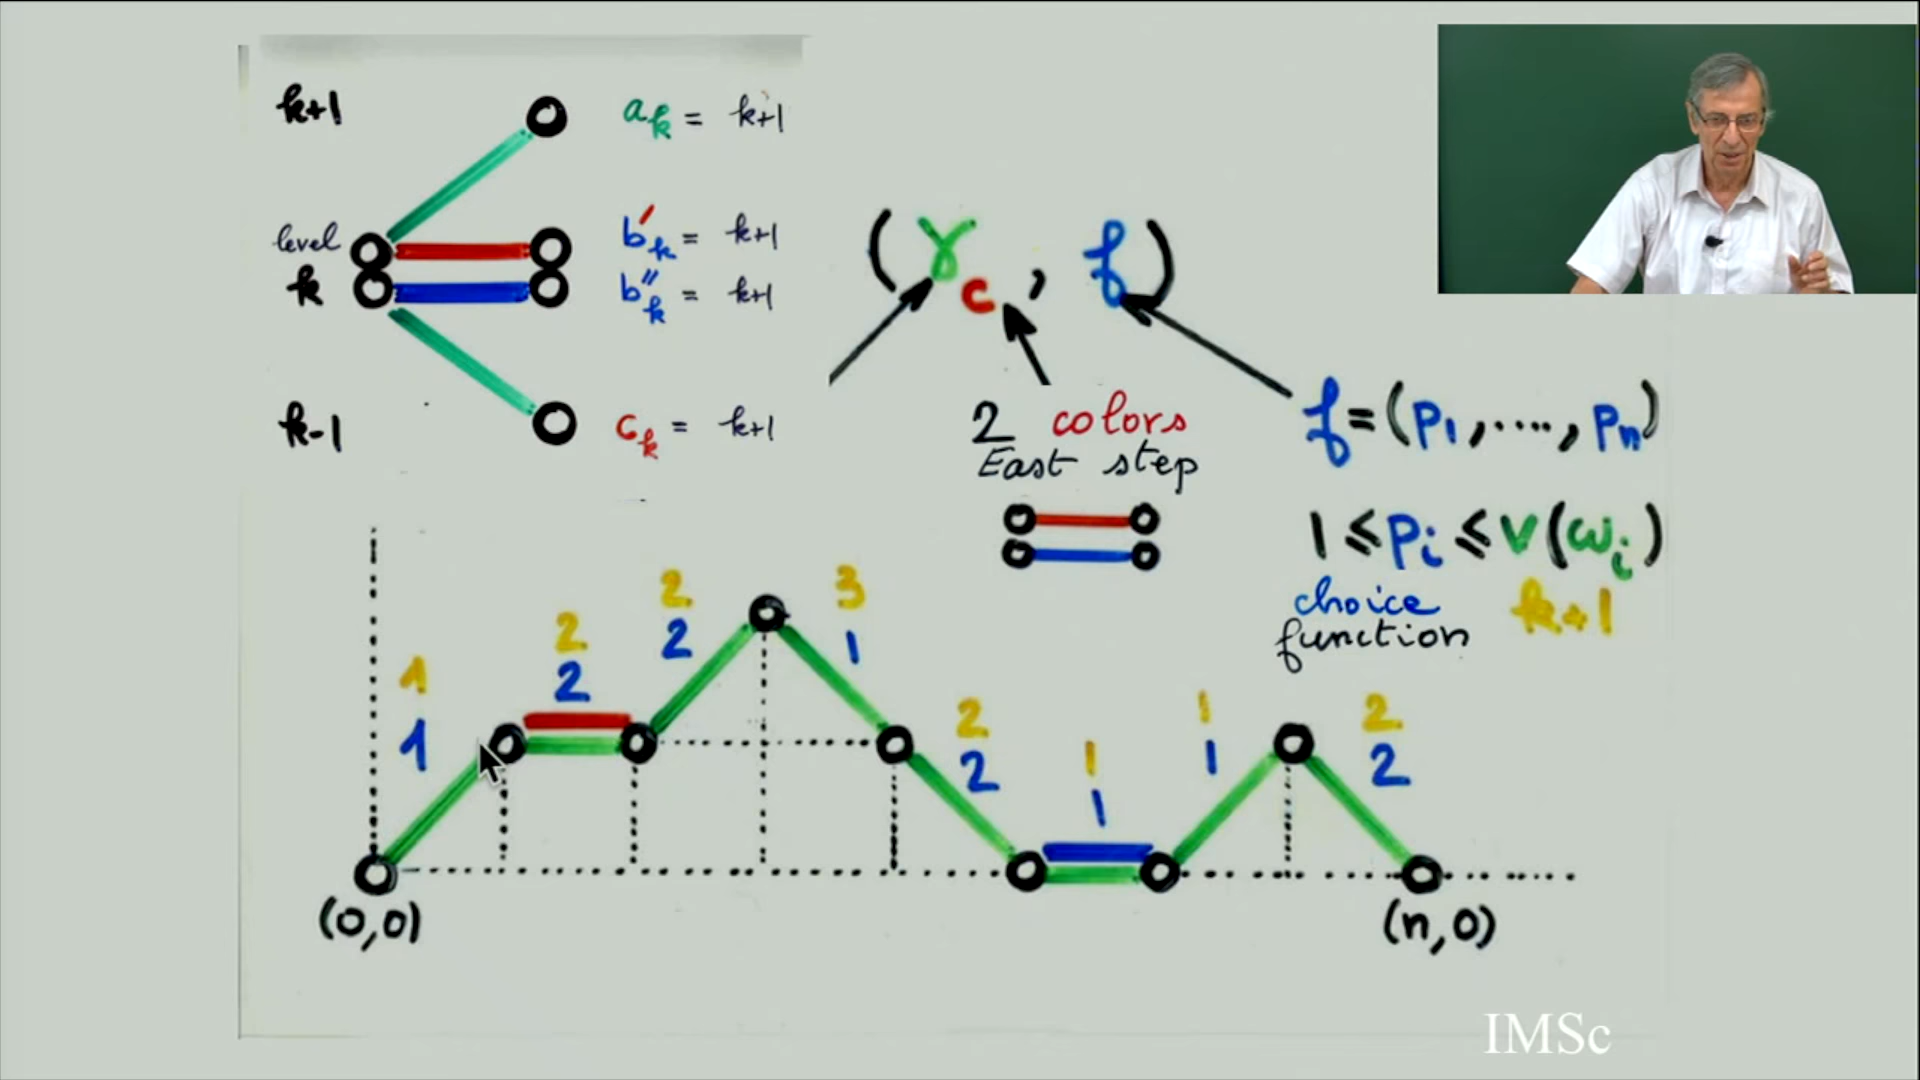 k+1
a_k = k+1
level
k
b'_k = k+1
b''_k = k+1
k-1
c_k = k+1
(γ_c, f)
2 colors
East step
f = (p_1, ...., p_n)
1 ≤ p_i ≤ v(ω_i)
choice
function
k+1
1
1
2
2
2
2
3
1
2
2
1
1
1
1
2
2
(0,0)
(n,0)
IMSc